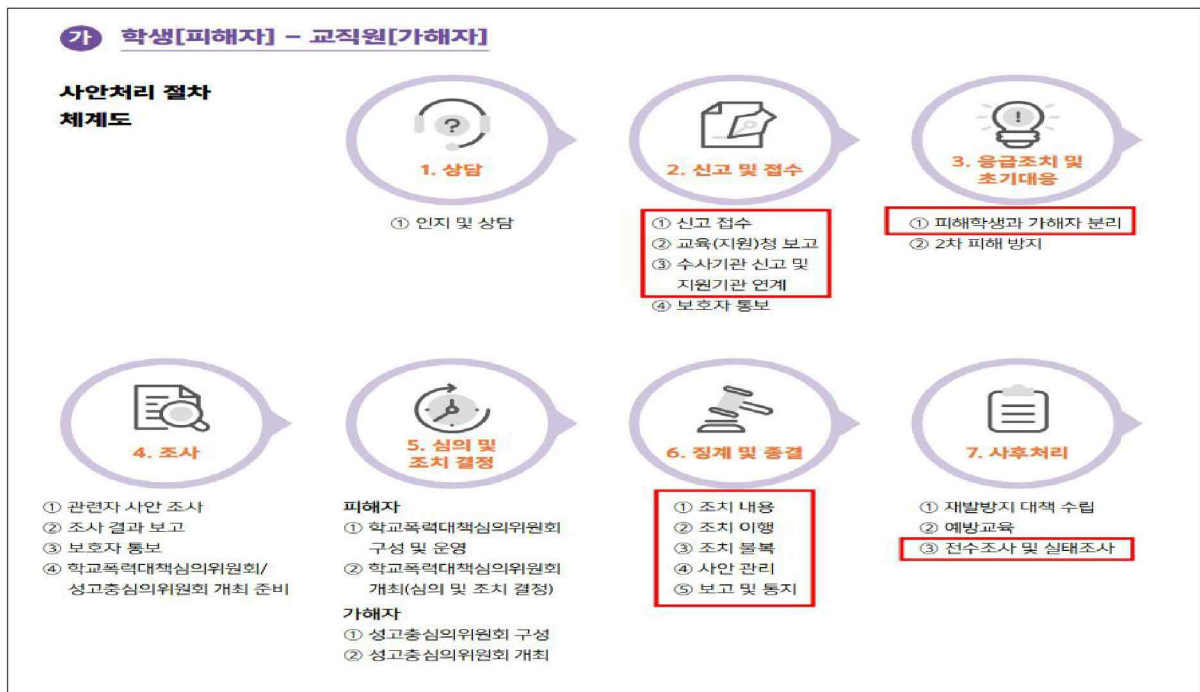 가 학생[피해자] – 교직원[가해자]
사안처리 절차
체계도
?
1. 상담
① 인지 및 상담
2. 신고 및 접수
① 신고 접수
② 교육(지원)청 보고
③ 수사기관 신고 및
지원기관 연계
④ 보호자 통보
!
3. 응급조치 및
초기대응
① 피해학생과 가해자 분리
② 2차 피해 방지
4. 조사
① 관련자 사안 조사
② 조사 결과 보고
③ 보호자 통보
④ 학교폭력대책심의위원회/
성고충심의위원회 개최 준비
5. 심의 및
조치 결정
피해자
① 학교폭력대책심의위원회
구성 및 운영
② 학교폭력대책심의위원회
개최(심의 및 조치 결정)
가해자
① 성고충심의위원회 구성
② 성고충심의위원회 개최
6. 징계 및 종결
① 조치 내용
② 조치 이행
③ 조치 불복
④ 사안 관리
⑤ 보고 및 통지
7. 사후처리
① 재발방지 대책 수립
② 예방교육
③ 전수조사 및 실태조사